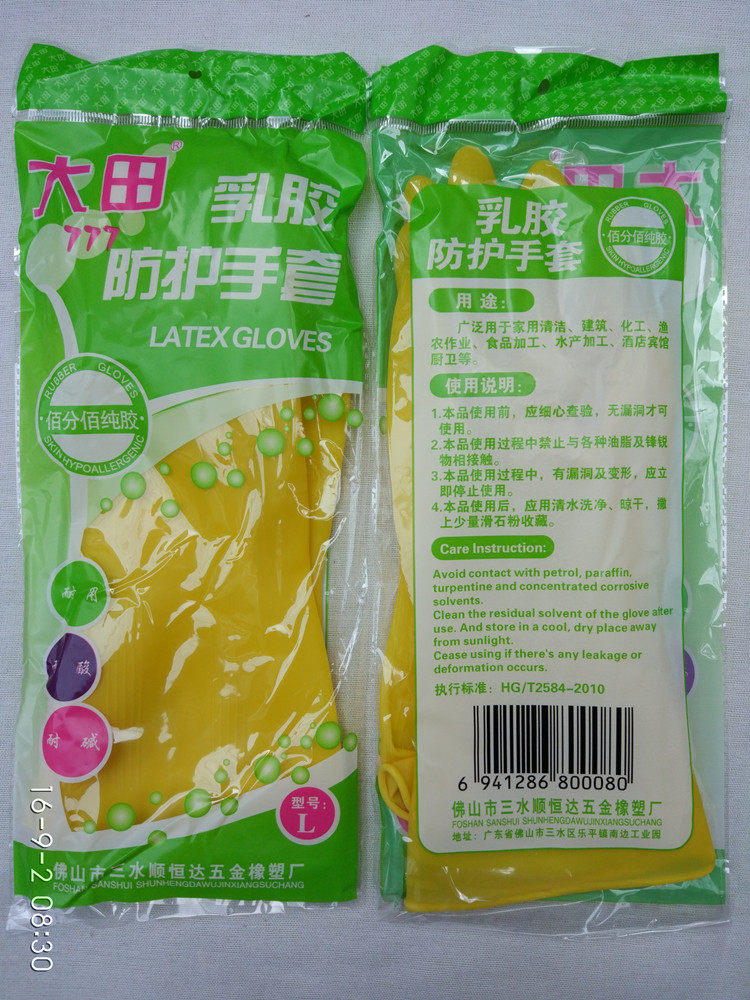 大田®
777
乳胶
防护手套
LATEX GLOVES
RUBBER GLOVES
佰分佰纯胶
SKIN HYPOALLERGENIC
耐用
酸
耐碱
型号:
L
佛山市三水顺恒达五金橡塑厂
FOSHAN SANSHUI SHUNHENGDAWUJINXIANGSUCHANG
16-9-2 08:30
乳胶
防护手套
RUBBER GLOVES
佰分佰纯胶
SKIN HYPOALLERGENIC
用途:
广泛用于家用清洁、建筑、化工、渔
农作业、食品加工、水产加工、酒店宾馆
厨卫等。
使用说明:
1.本品使用前,应细心查验,无漏洞才可
使用。
2.本品使用过程中禁止与各种油脂及锋锐
物相接触。
3.本品使用过程中,有漏洞及变形,应立
即停止使用。
4.本品使用后,应用清水洗净、晾干,撒
上少量滑石粉收藏。
Care Instruction:
Avoid contact with petrol, paraffin,
turpentine and concentrated corrosive
solvents.
Clean the residual solvent of the glove after
use. And store in a cool, dry place away
from sunlight.
Cease using if there's any leakage or
deformation occurs.
执行标准: HG/T2584-2010
6 941286 800080
佛山市三水顺恒达五金橡塑厂
FOSHAN SANSHUI SHUNHENGDAWUJINXIANGSUCHANG
地址: 广东省佛山市三水区乐平镇南边工业园